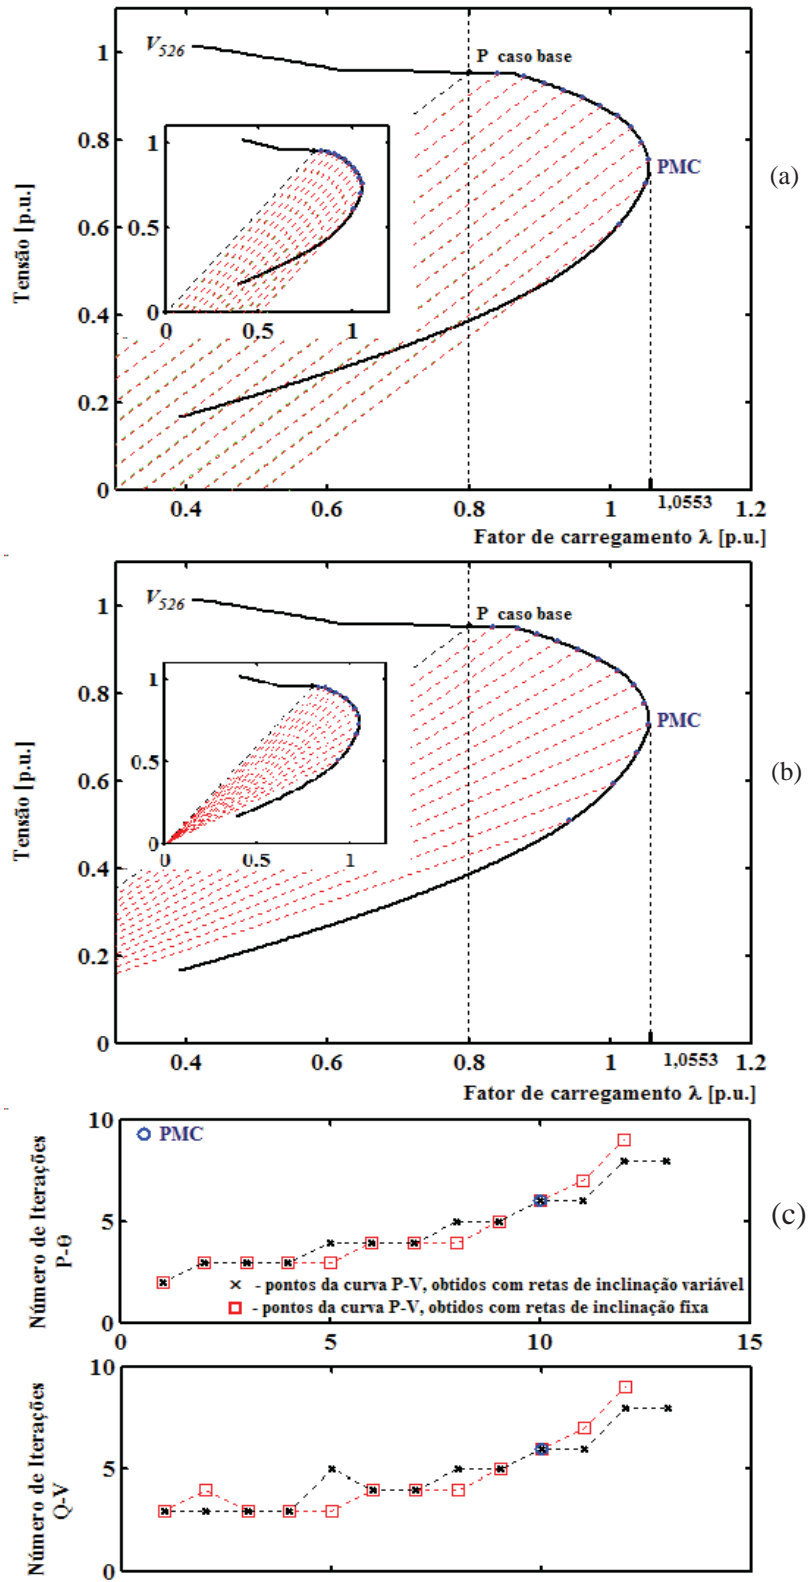 1
V526
P caso base
0.8
1
PMC
(a)
0.5
0.6
0
0
0.5
1
0.4
0.2
0
0.4
0.6
0.8
1
1,0553
1.2
Tensão [p.u.]
Fator de carregamento λ [p.u.]
1
V526
P caso base
0.8
1
PMC
0.5
(b)
0.6
0
0
0.5
1
0.4
0.2
0
0.4
0.6
0.8
1
1,0553
1.2
Tensão [p.u.]
Fator de carregamento λ [p.u.]
10
PMC
5
(c)
× - pontos da curva P-V, obtidos com retas de inclinação variável
□ - pontos da curva P-V, obtidos com retas de inclinação fixa
0
0
5
10
15
Número de Iterações
P-Θ
10
5
0
Número de Iterações
Q-V